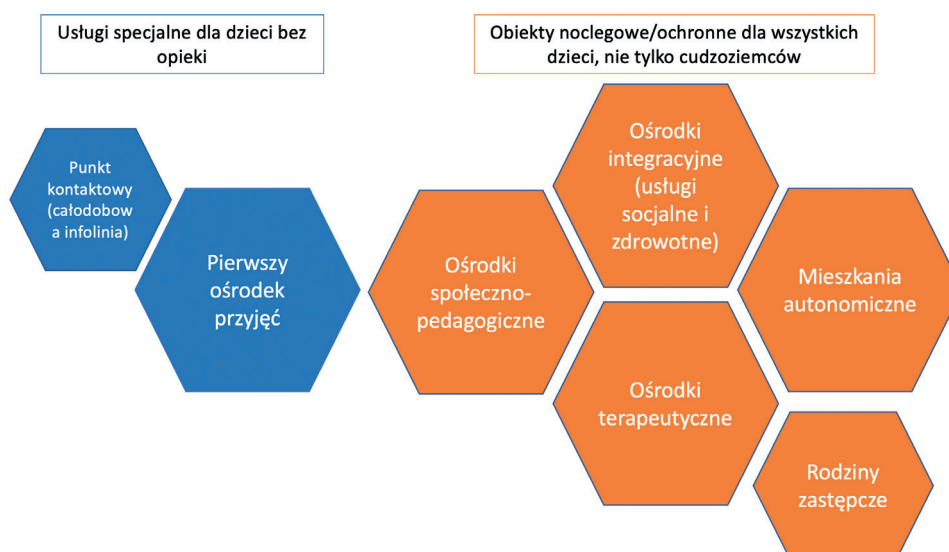 Usługi specjalne dla dzieci bez
opieki
Obiekty noclegowe/ochronne dla wszystkich
dzieci, nie tylko cudzoziemców
Punkt
kontaktowy
(całodobow
a infolinia)
Pierwszy
ośrodek
przyjęć
Ośrodki
społeczno-
pedagogiczne
Ośrodki
integracyjne
(usługi
socjalne i
zdrowotne)
Ośrodki
terapeutyczne
Mieszkania
autonomiczne
Rodziny
zastępcze